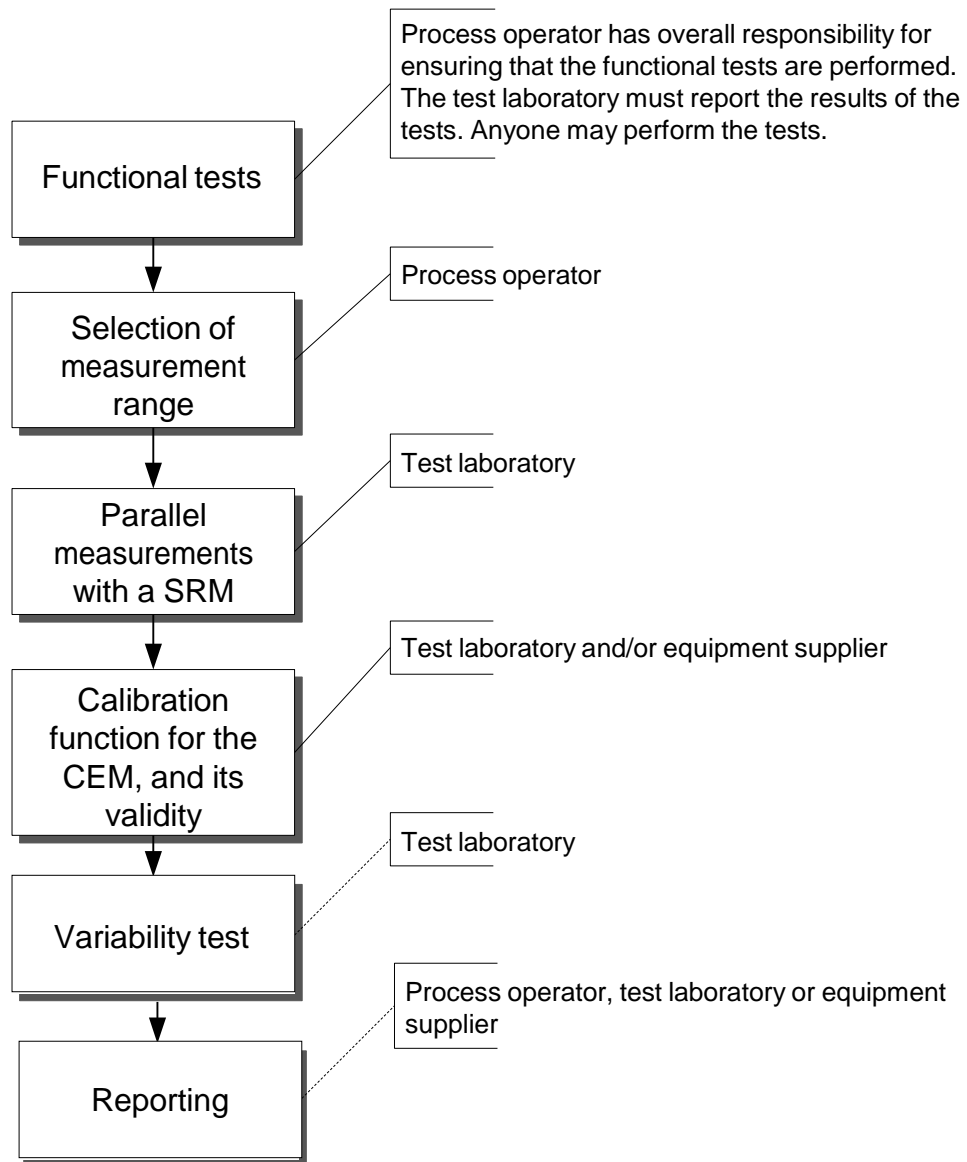 Process operator has overall responsibility for
ensuring that the functional tests are performed.
The test laboratory must report the results of the
tests. Anyone may perform the tests.
Functional tests
Process operator
Selection of
measurement
range
Test laboratory
Parallel
measurements
with a SRM
Test laboratory and/or equipment supplier
Calibration
function for the
CEM, and its
validity
Test laboratory
Variability test
Process operator, test laboratory or equipment
supplier
Reporting